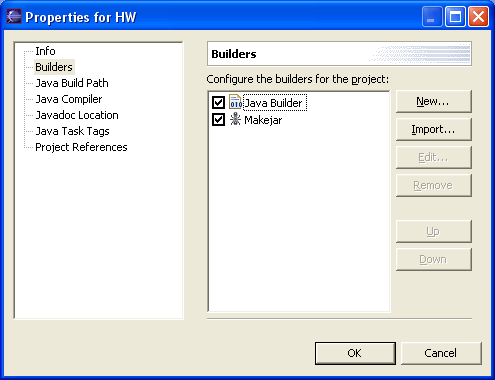 Properties for HW
Info
Builders
Java Build Path
Java Compiler
Javadoc Location
Java Task Tags
Project References
Builders
Configure the builders for the project:
Java Builder
Makejar
New...
Import...
Edit...
Remove
Up
Down
OK
Cancel